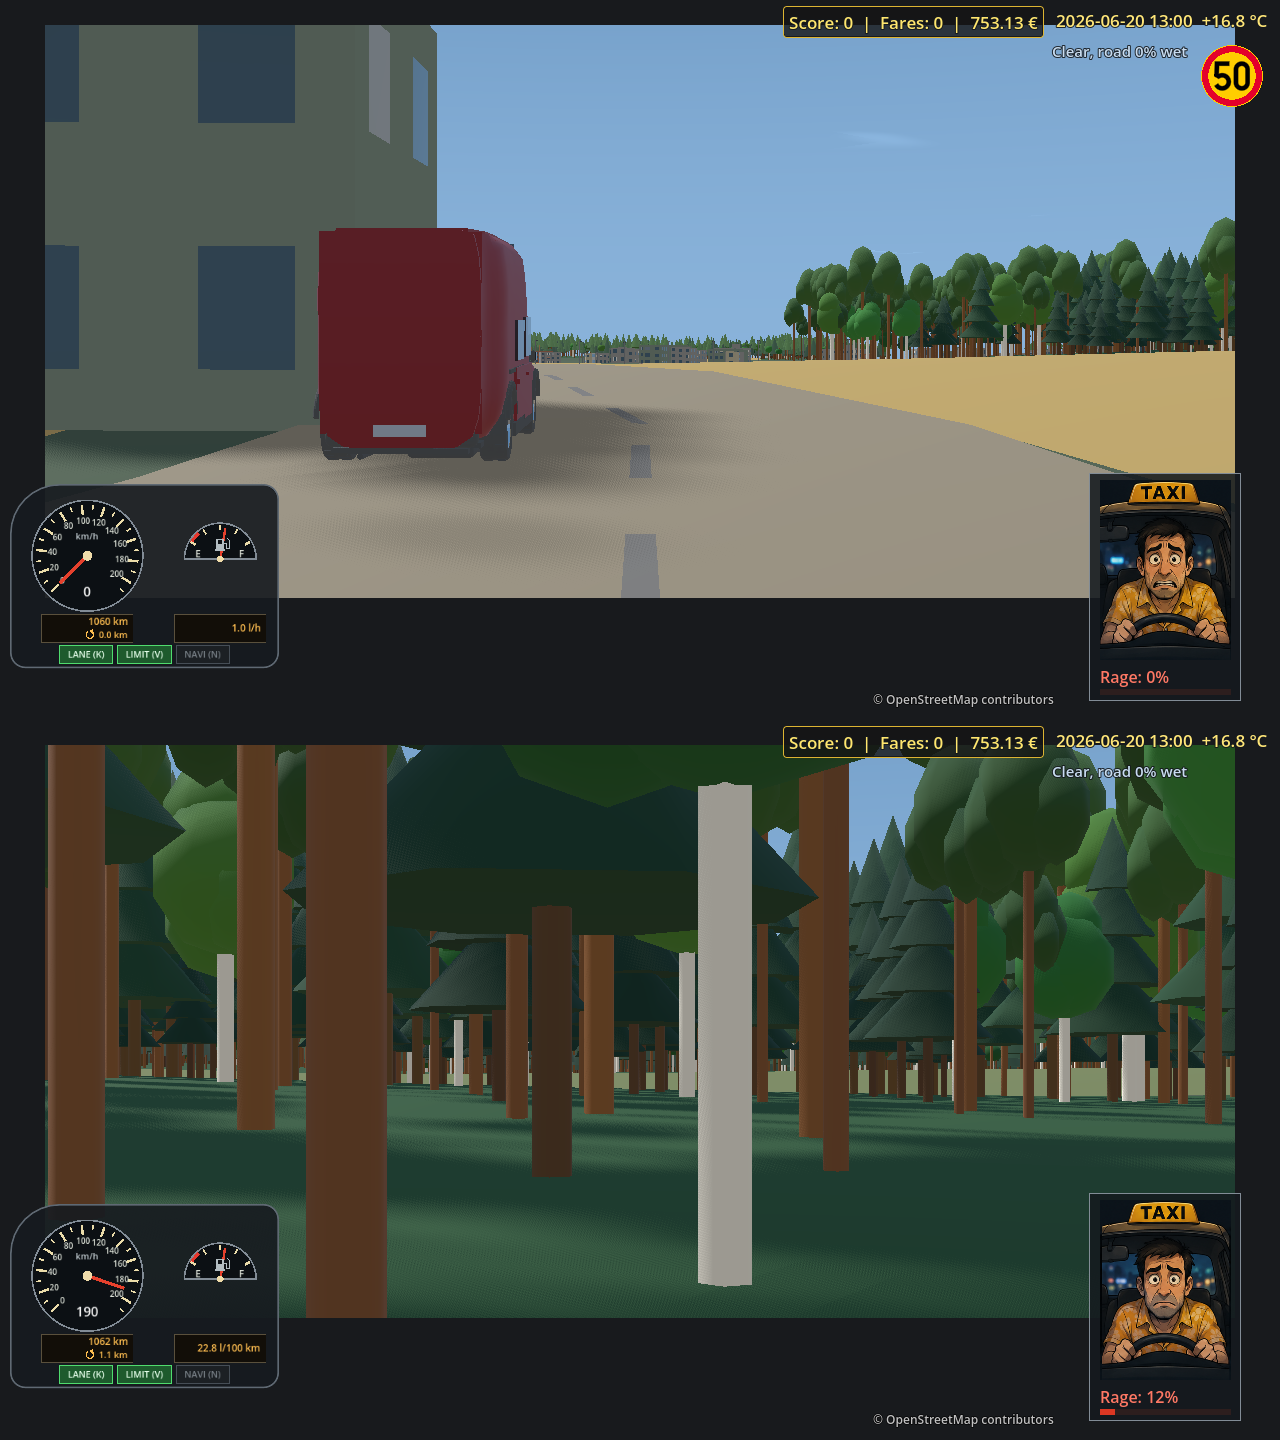 Score: 0 | Fares: 0 | 753.13 €
2026-06-20 13:00 +16.8 °C
Clear, road 0% wet
50
20 40 60 80 100 120 140 160 180 200
km/h
0
E F
1060 km
0.0 km
1.0 l/h
LANE (K) LIMIT (V) NAVI (N)
TAXI
Rage: 0%
© OpenStreetMap contributors
Score: 0 | Fares: 0 | 753.13 €
2026-06-20 13:00 +16.8 °C
Clear, road 0% wet
0 20 40 60 80 100 120 140 160 180 200
km/h
190
E F
1062 km
1.1 km
22.8 l/100 km
LANE (K) LIMIT (V) NAVI (N)
TAXI
Rage: 12%
© OpenStreetMap contributors